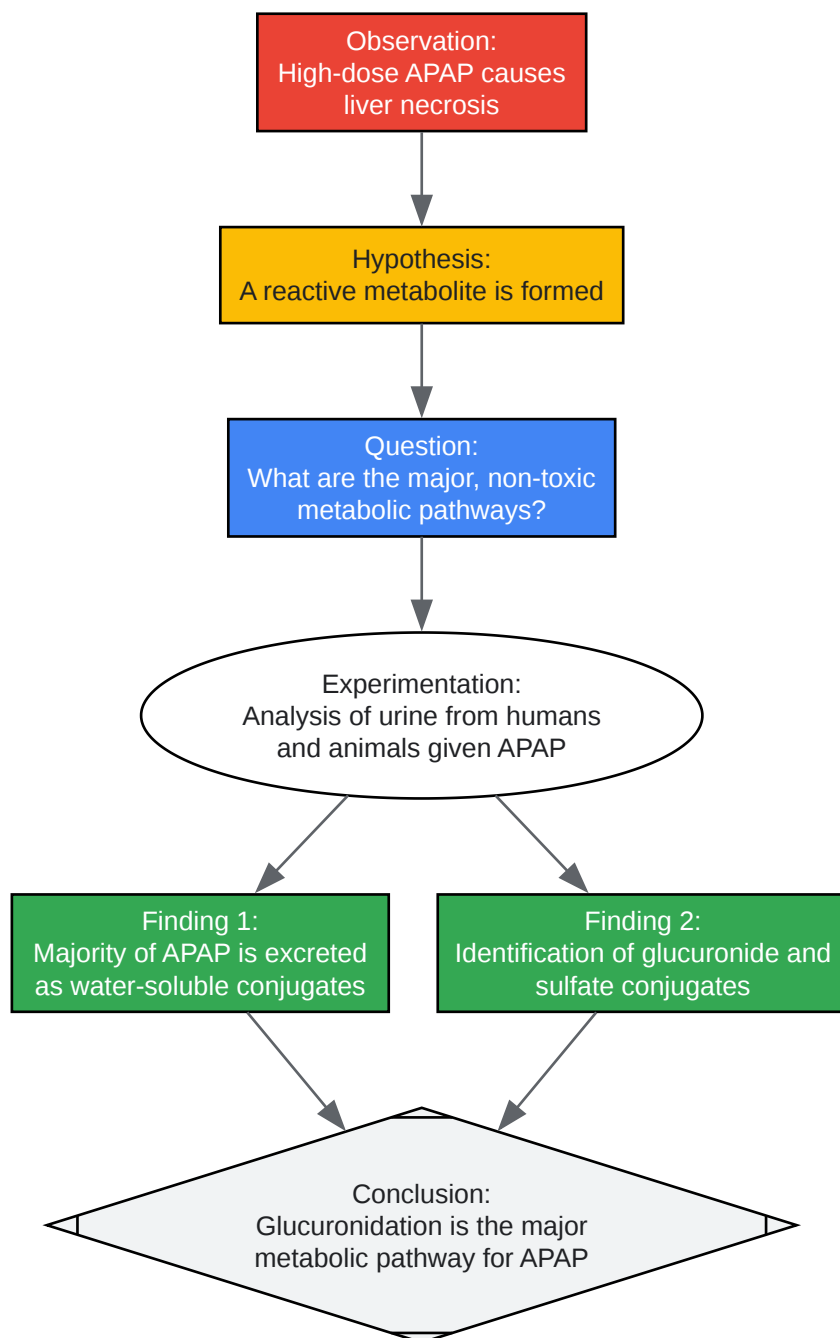 Observation:
High-dose APAP causes
liver necrosis
Hypothesis:
A reactive metabolite is formed
Question:
What are the major, non-toxic
metabolic pathways?
Experimentation:
Analysis of urine from humans
and animals given APAP
Finding 1:
Majority of APAP is excreted
as water-soluble conjugates
Finding 2:
Identification of glucuronide and
sulfate conjugates
Conclusion:
Glucuronidation is the major
metabolic pathway for APAP